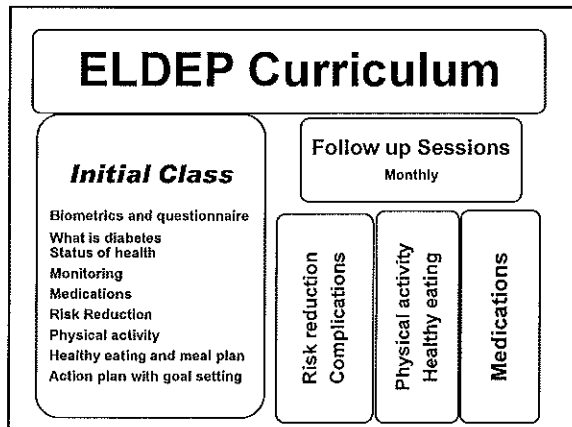 ELDEP Curriculum
Initial Class
Biometrics and questionnaire
What is diabetes
Status of health
Monitoring
Medications
Risk Reduction
Physical activity
Healthy eating and meal plan
Action plan with goal setting
Follow up Sessions
Monthly
Risk reduction
Complications
Physical activity
Healthy eating
Medications